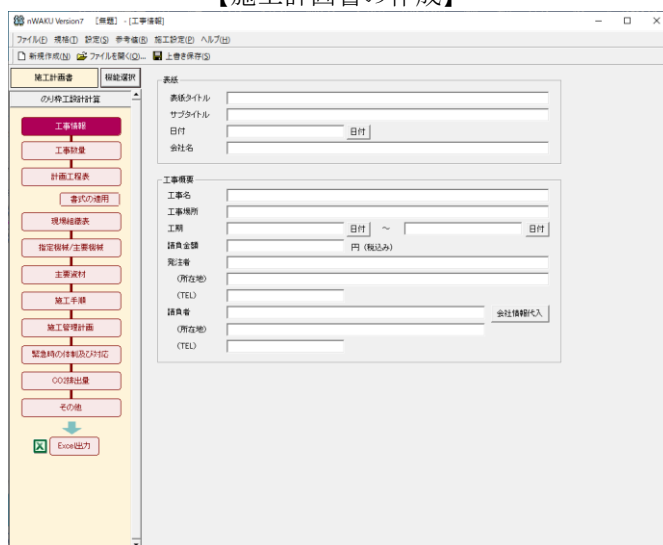 【施工計画書の作成】
nWAKU Version7 [無題] - [工事情報]
ファイル(F) 規格(I) 設定(S) 参考値(B) 施工設定(P) ヘルプ(H)
新規作成(N) ファイルを開く(O)... 上書き保存(S)
施工計画書 機能選択
のり枠工設計計算
工事情報
工事数量
計画工程表
書式の適用
現場組織表
指定機械/主要機械
主要資材
施工手順
施工管理計画
緊急時の体制及び対応
CO2排出量
その他
Excel出力
表紙
表紙タイトル
サブタイトル
日付 日付
会社名
工事概要
工事名
工事場所
工期 日付 ～ 日付
請負金額 円 (税込み)
発注者
(所在地)
(TEL)
請負者 会社情報代入
(所在地)
(TEL)